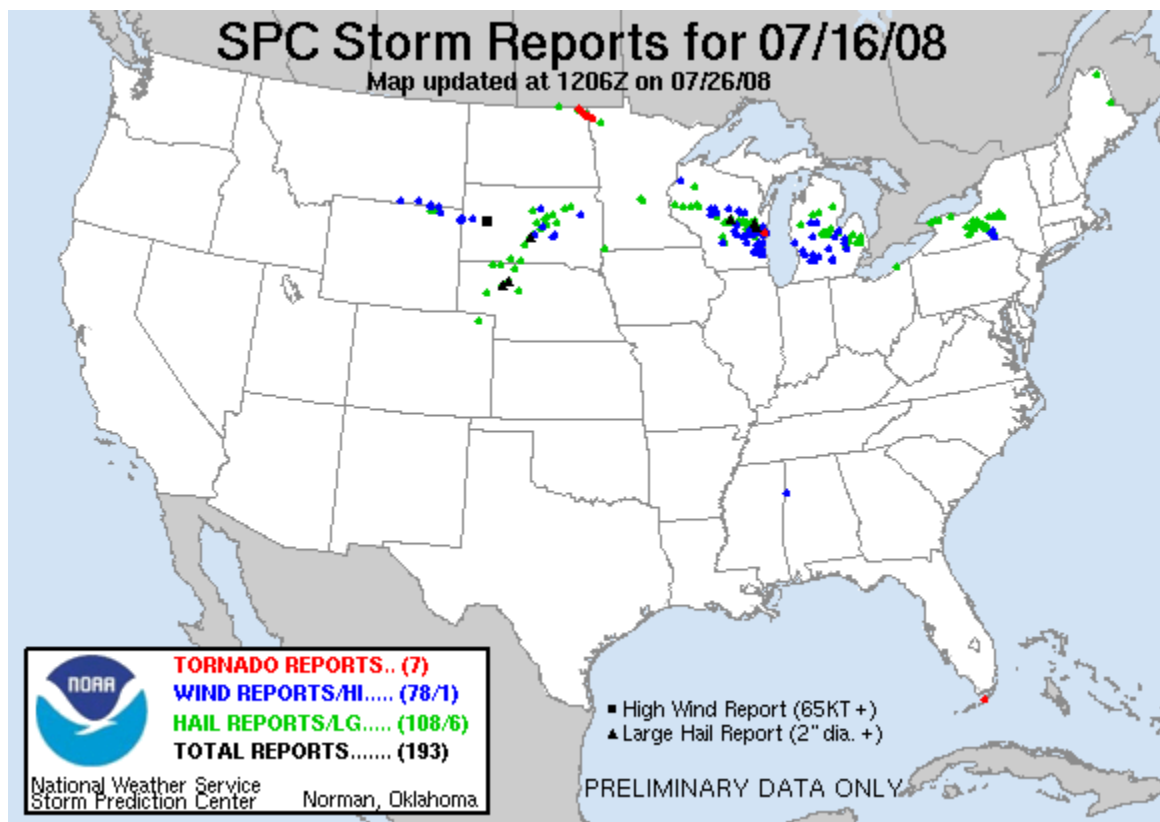 SPC Storm Reports for 07/16/08
Map updated at 1206Z on 07/26/08
NOAA
TORNADO REPORTS.. (7)
WIND REPORTS/HI..... (78/1)
HAIL REPORTS/LG..... (108/6)
TOTAL REPORTS....... (193)
National Weather Service
Storm Prediction Center Norman, Oklahoma
■ High Wind Report (65KT +)
▲ Large Hail Report (2" dia. +)
PRELIMINARY DATA ONLY